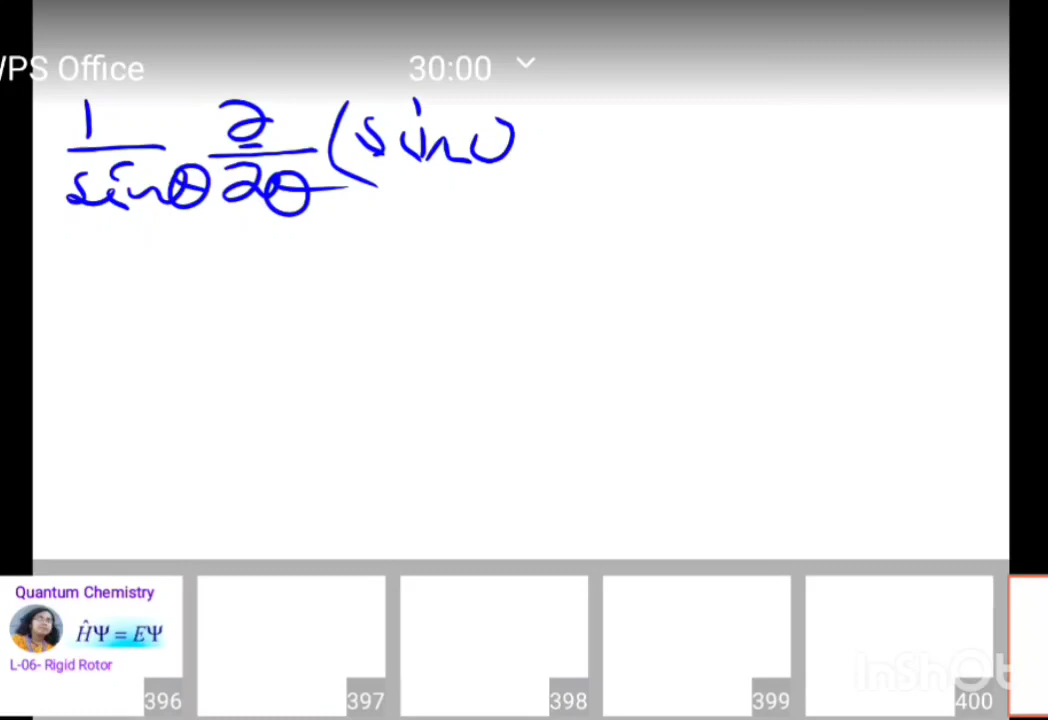 /PS Office 30:00
1/sinθ ∂/∂θ (sinθ
Quantum Chemistry
ĤΨ = EΨ
L-06- Rigid Rotor
396 397 398 399 400
InShOt